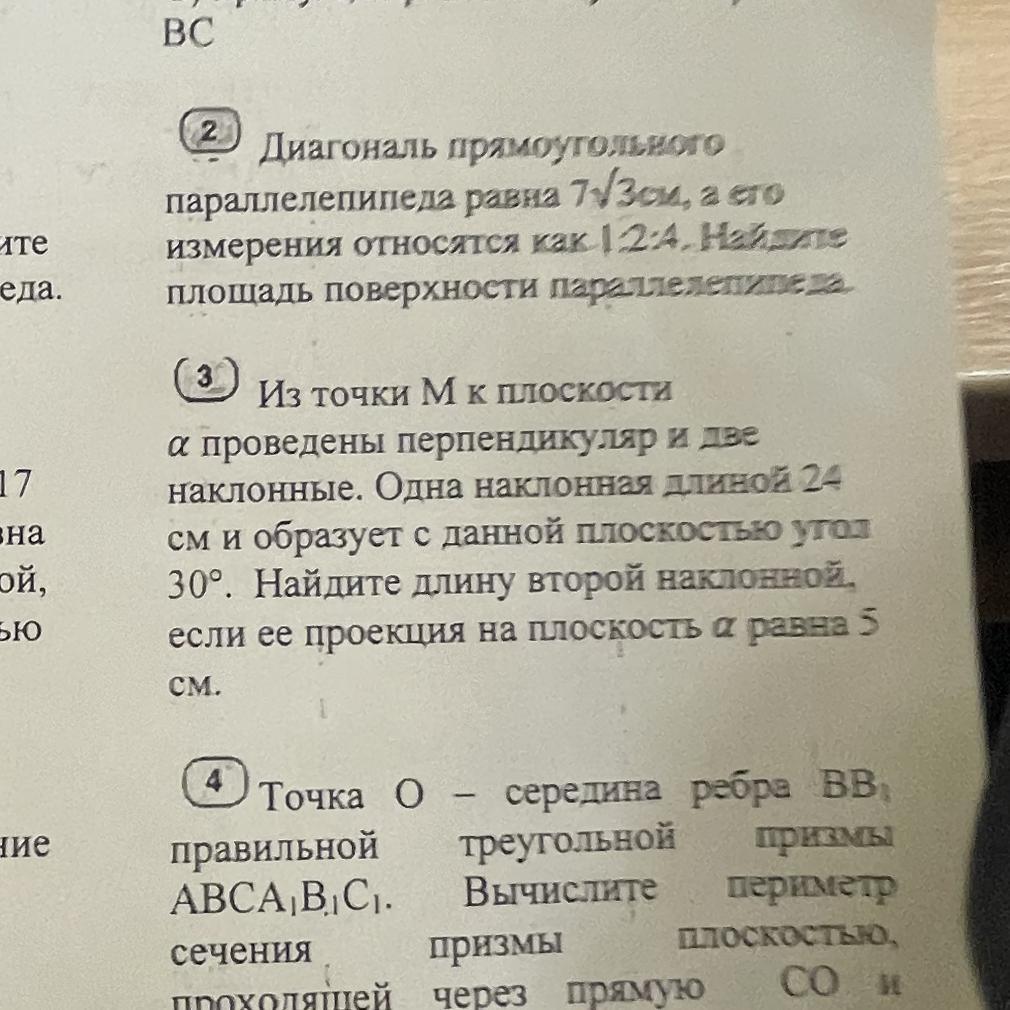 ВС
2 Диагональ прямоугольного
параллелепипеда равна 7√3см, а его
ите
измерения относятся как 1:2:4. Найдите
еда.
площадь поверхности параллелепипеда.
3 Из точки М к плоскости
α проведены перпендикуляр и две
17
наклонные. Одна наклонная длиной 24
вна
см и образует с данной плоскостью угол
ой,
30°. Найдите длину второй наклонной,
ью
если ее проекция на плоскость α равна 5
см.
4 Точка О – середина ребра ВВ₁
ние
правильной треугольной призмы
АВСА₁В₁С₁. Вычислите периметр
сечения призмы плоскостью,
проходящей через прямую СО и